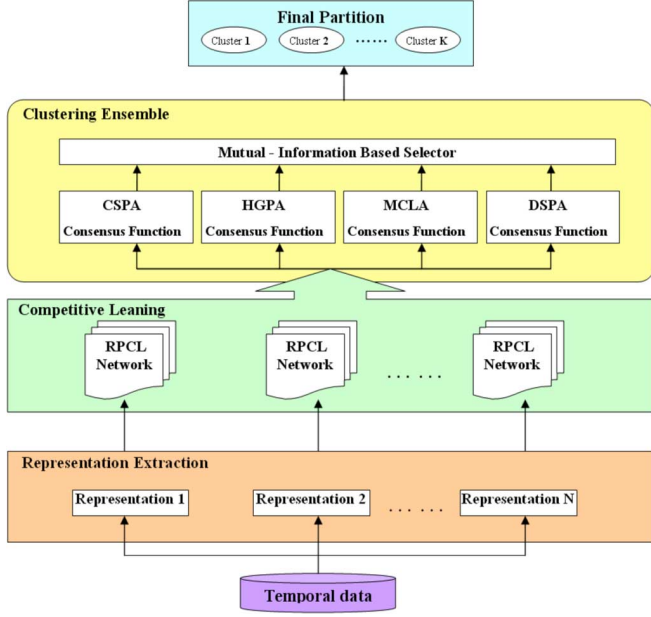 Final Partition
Cluster 1 Cluster 2 ...... Cluster K
Clustering Ensemble
Mutual - Information Based Selector
CSPA HGPA MCLA DSPA
Consensus Function Consensus Function Consensus Function Consensus Function
Competitive Leaning
RPCL RPCL RPCL
Network Network ... ... Network
Representation Extraction
Representation 1 Representation 2 ... ... Representation N
Temporal data